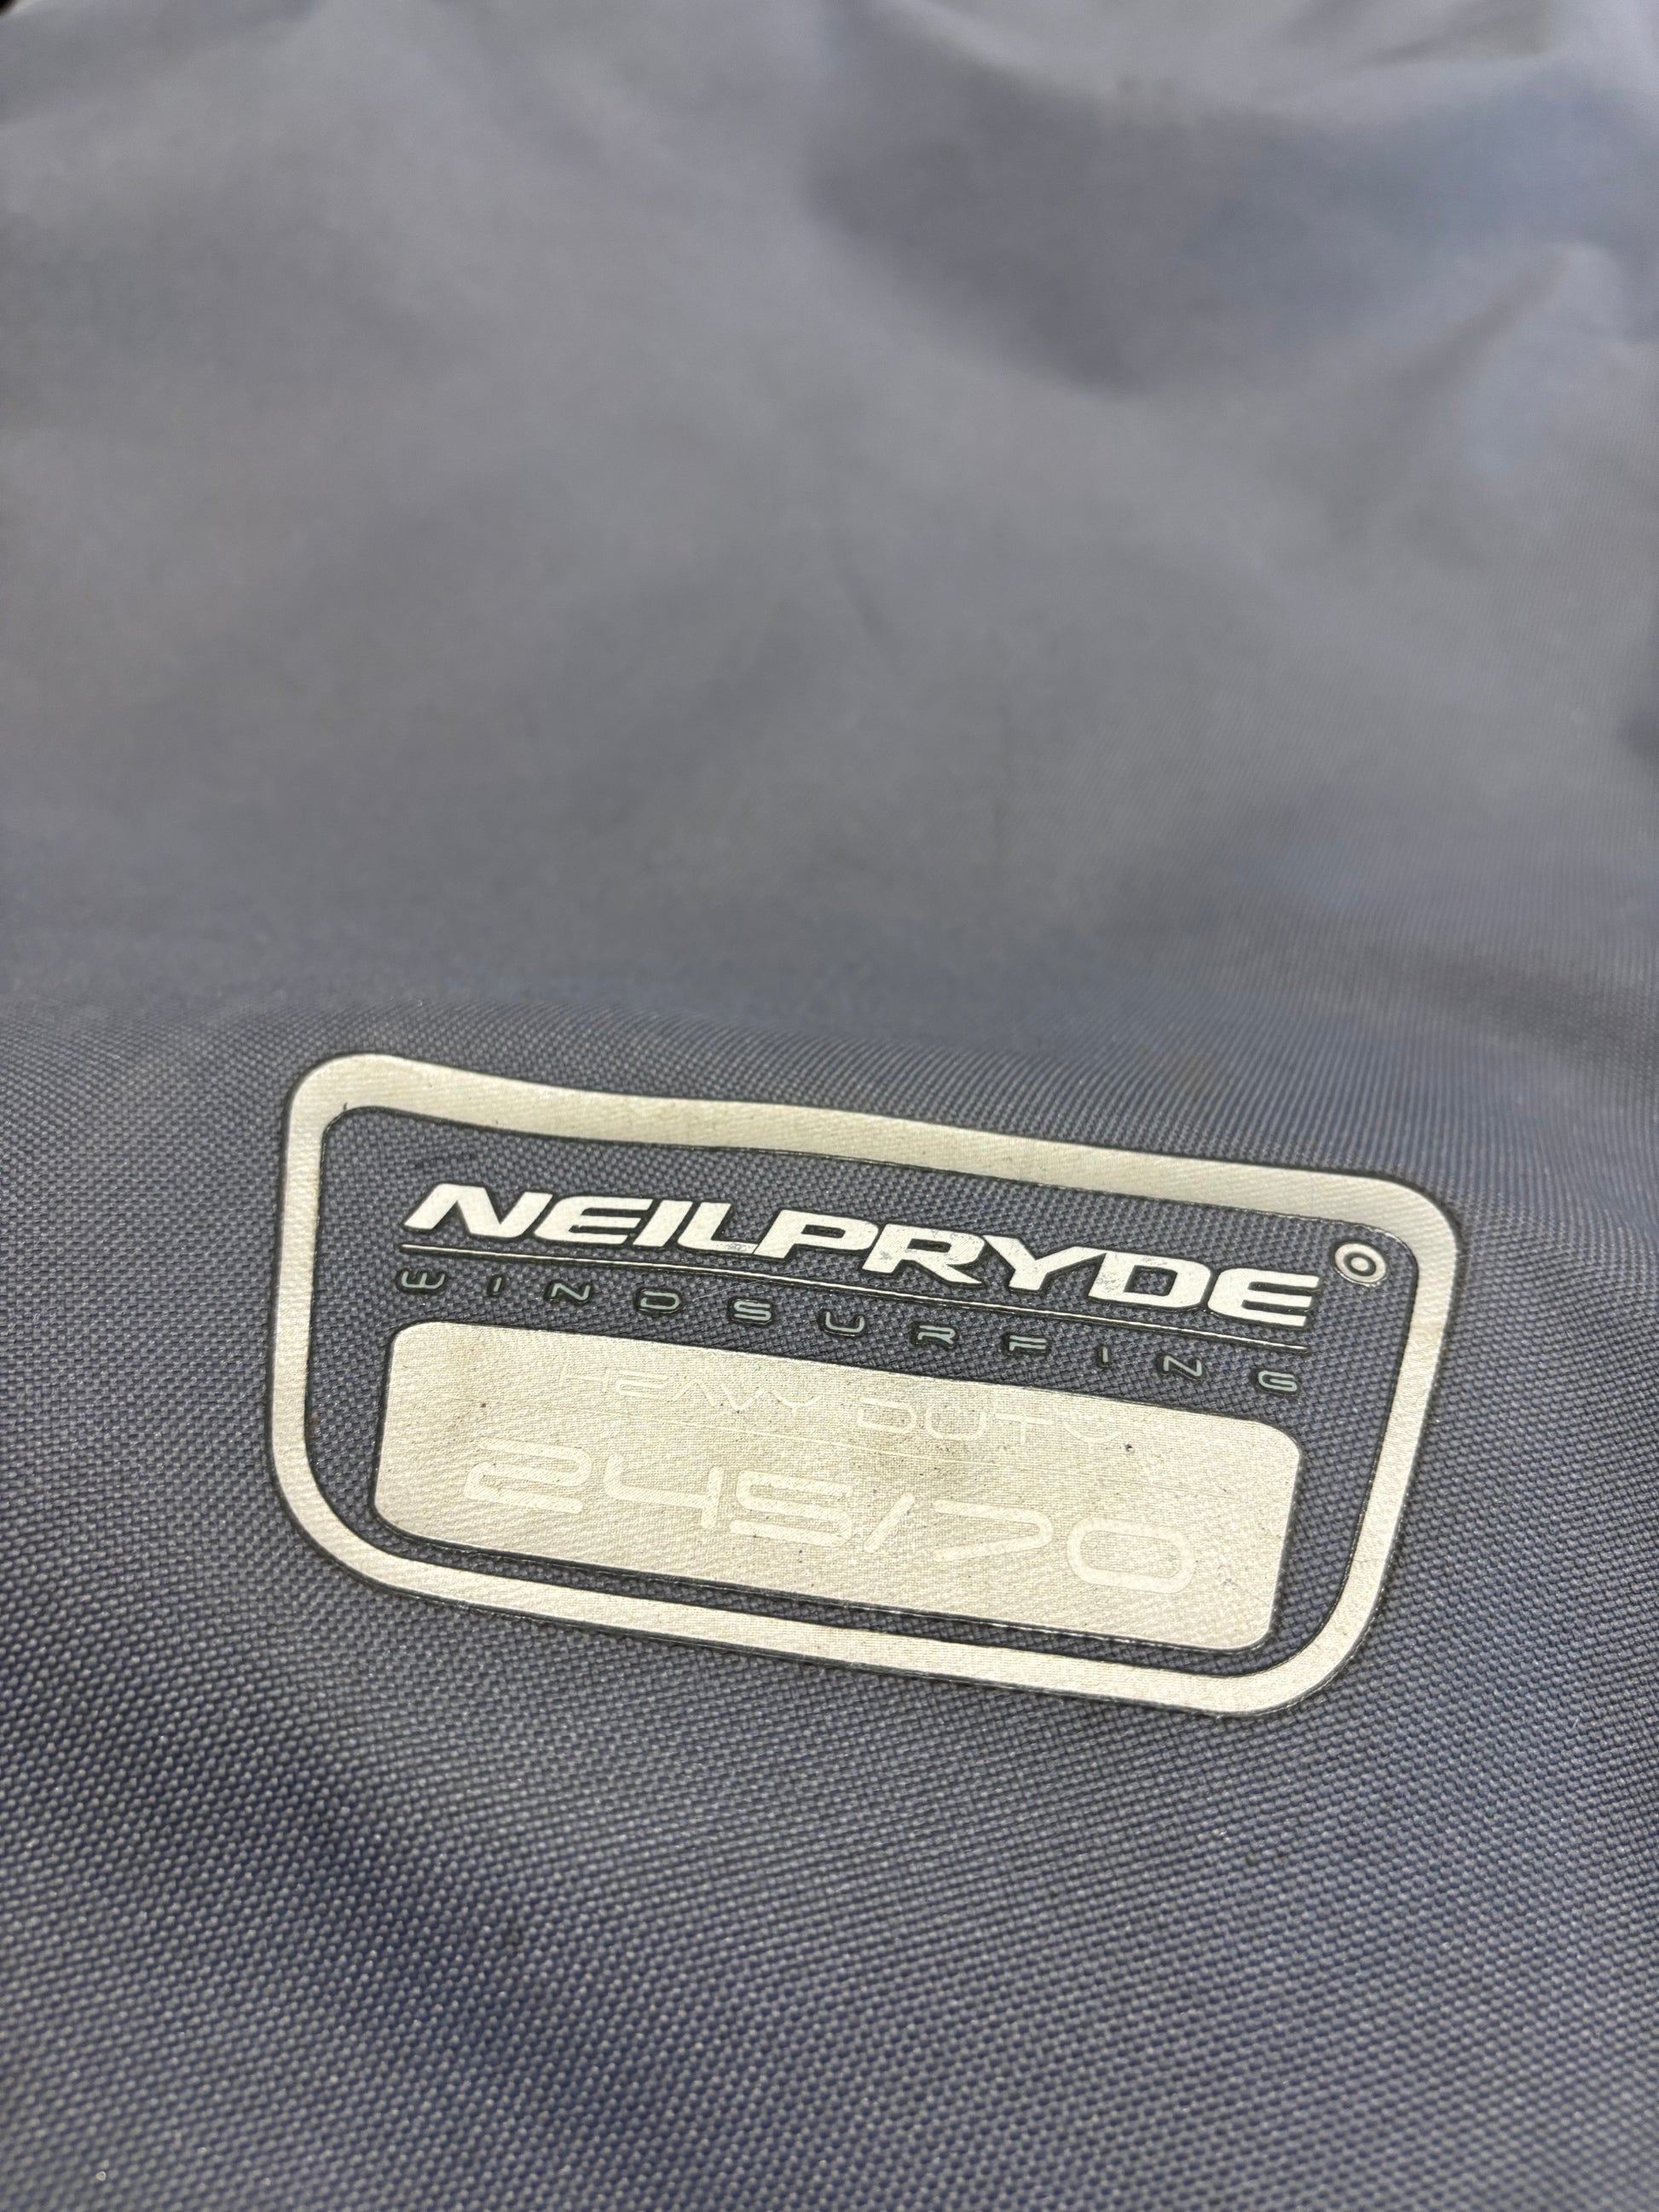 NEILPRYDE
WINDSURFING
HEAVY DUTY
245/70